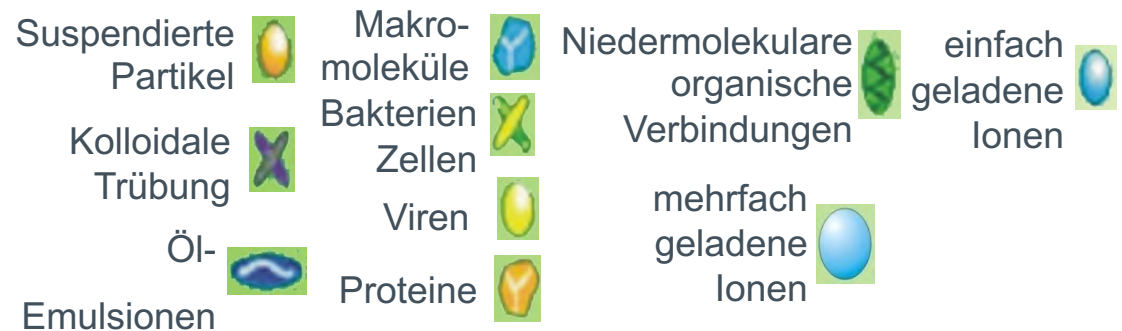 Suspendierte
Partikel
Kolloidale
Trübung
Öl-
Emulsionen
Makro-
moleküle
Bakterien
Zellen
Viren
Proteine
Niedermolekulare
organische
Verbindungen
mehrfach
geladene
Ionen
einfach
geladene
Ionen